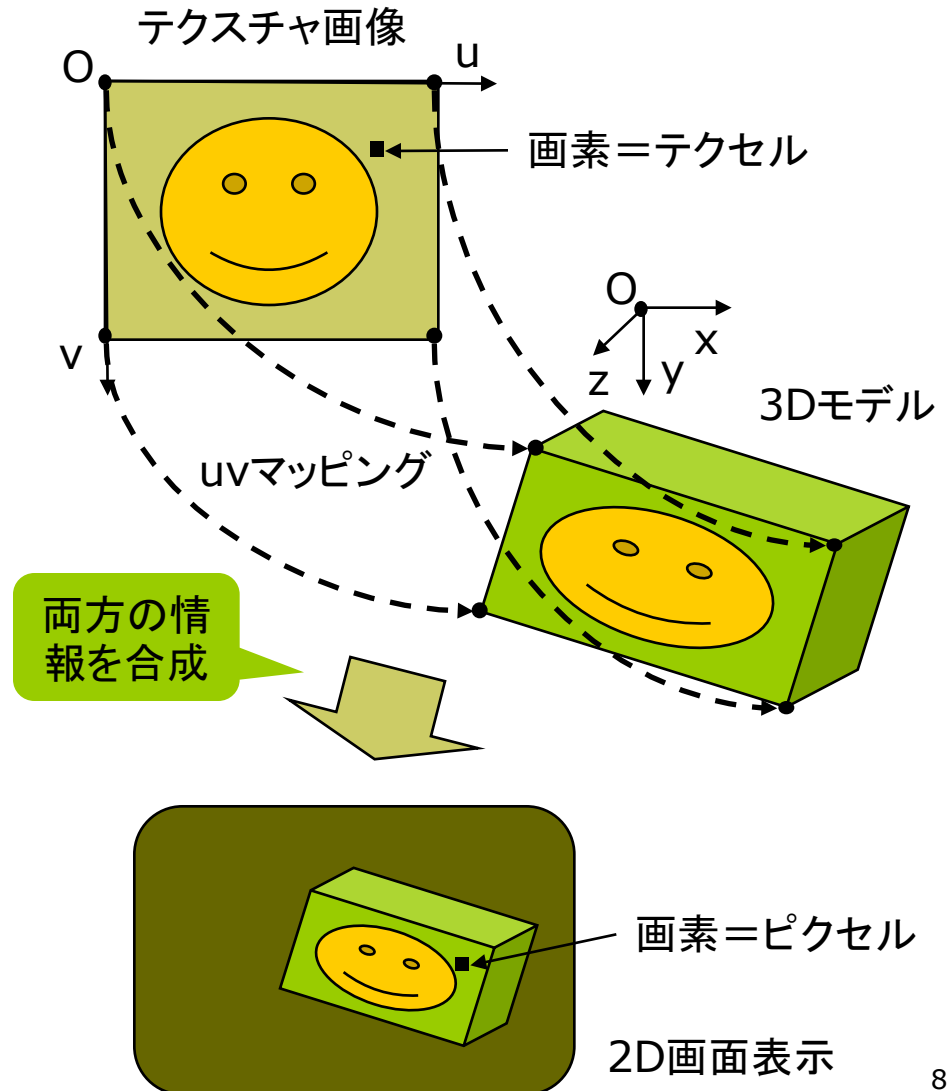 テクスチャ画像
O
u
画素＝テクセル
v
O
x
y
z
3Dモデル
uvマッピング
両方の情
報を合成
画素＝ピクセル
2D画面表示
8